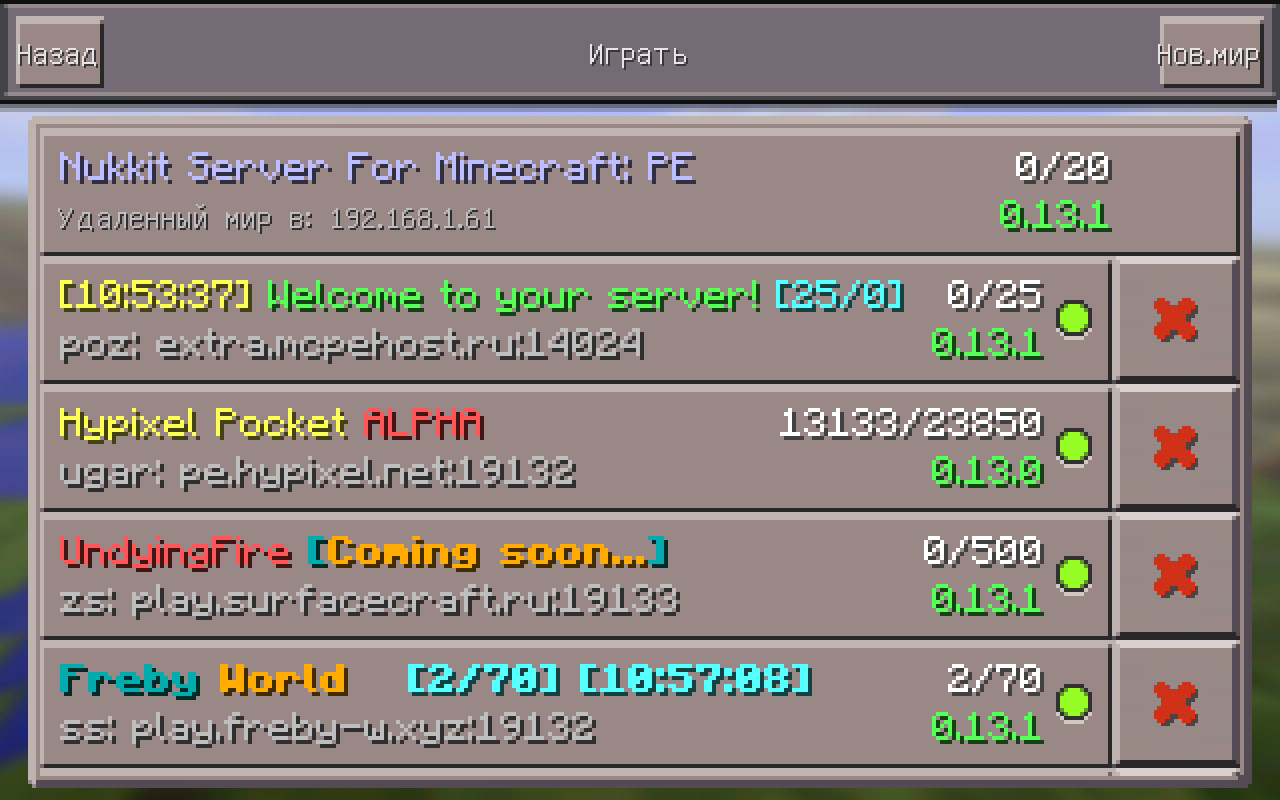 Назад
Играть
Нов.мир
Nukkit Server For Minecraft: PE 0/20
Удаленный мир в: 192.168.1.61 0.13.1
[10:53:37] Welcome to your server! [25/0] 0/25
poz: extra.mcpehost.ru:14024 0.13.1
Hypixel Pocket ALPHA 13133/23850
ugar: pe.hypixel.net:19132 0.13.0
UndyingFire [Coming soon...] 0/500
zs: play.surfacecraft.ru:19133 0.13.1
Freby World [2/70] [10:57:08] 2/70
ss: play.freby-w.xyz:19132 0.13.1